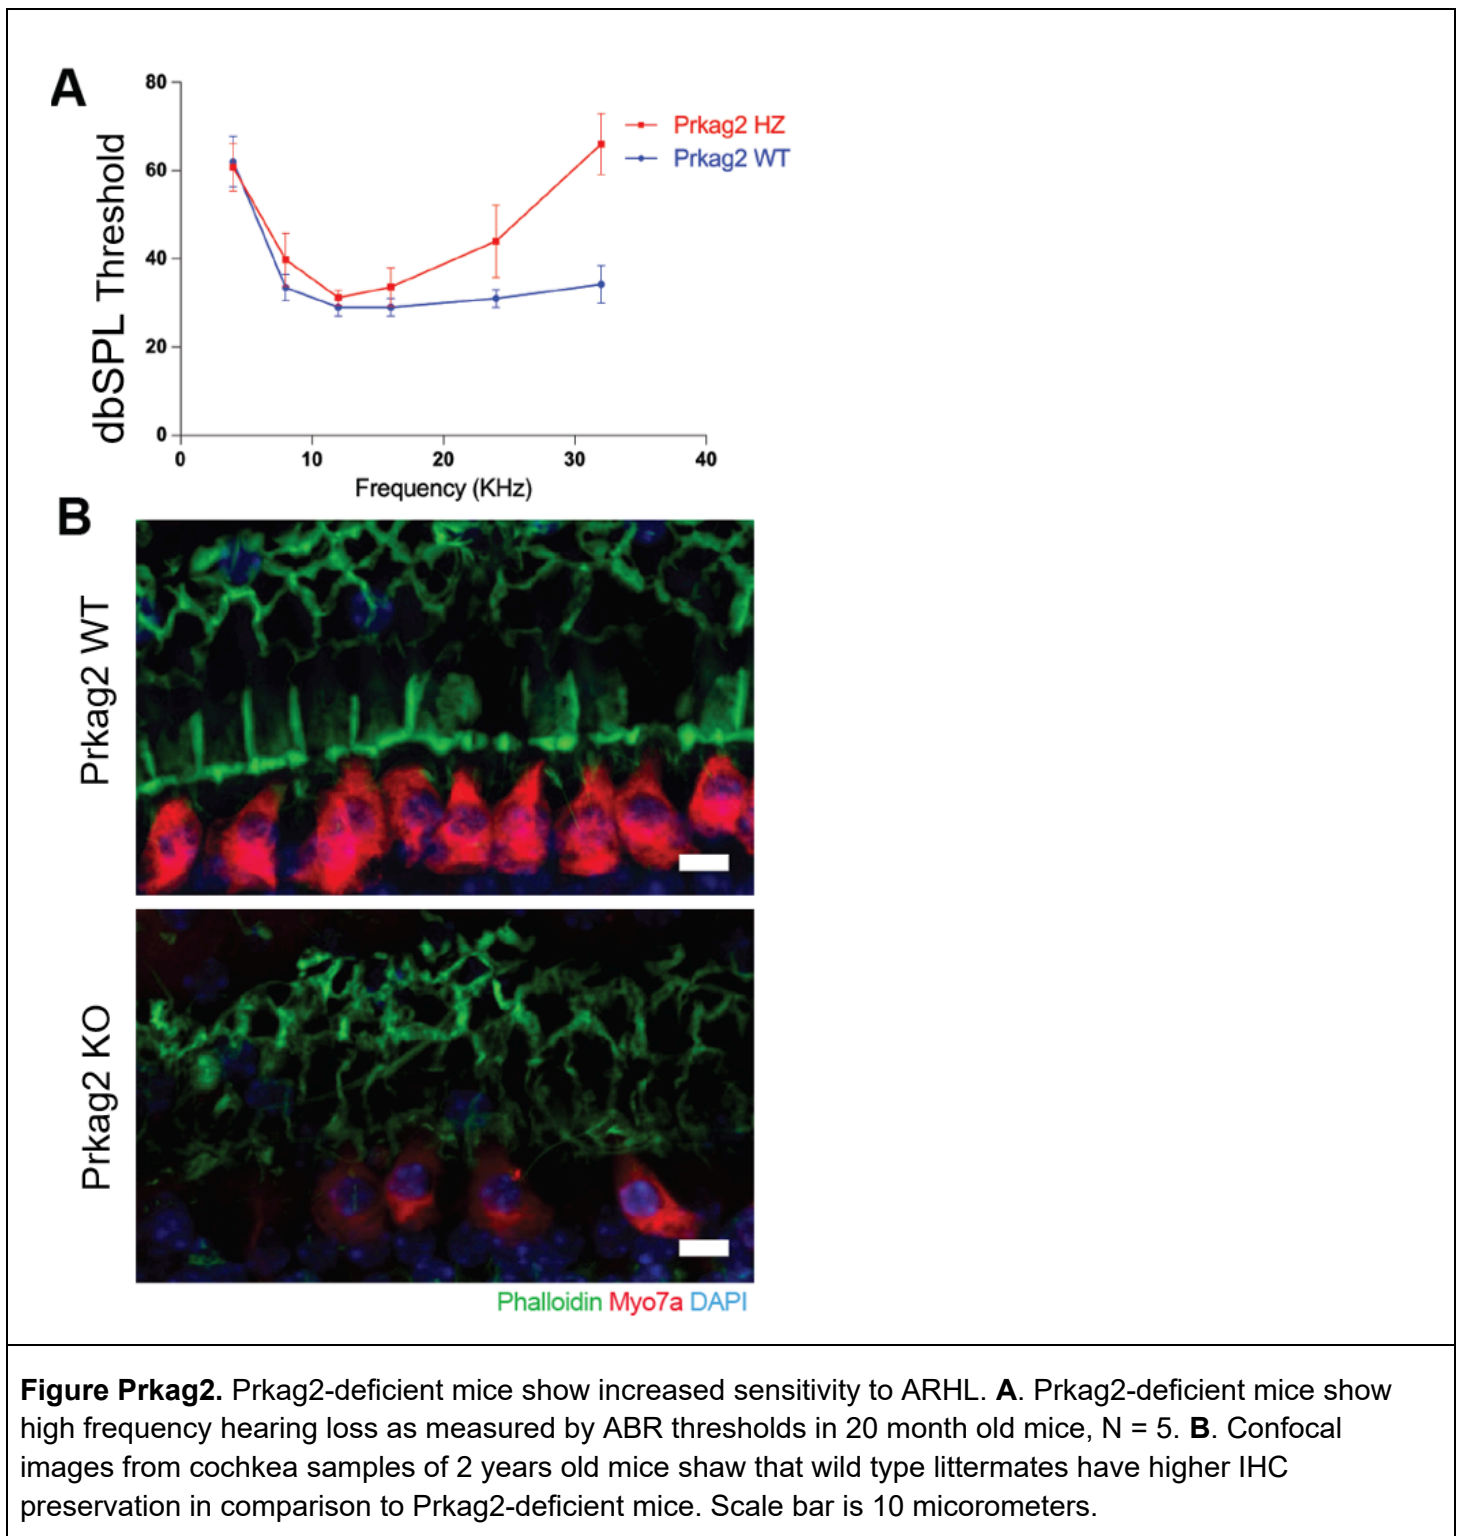 A
80
60
40
20
0
dbSPL Threshold
Prkag2 HZ
Prkag2 WT
0 10 20 30 40
Frequency (KHz)
B
Prkag2 WT
Prkag2 KO
Phalloidin Myo7a DAPI
Figure Prkag2. Prkag2-deficient mice show increased sensitivity to ARHL. A. Prkag2-deficient mice show
high frequency hearing loss as measured by ABR thresholds in 20 month old mice, N = 5. B. Confocal
images from cochkea samples of 2 years old mice shaw that wild type littermates have higher IHC
preservation in comparison to Prkag2-deficient mice. Scale bar is 10 micorometers.